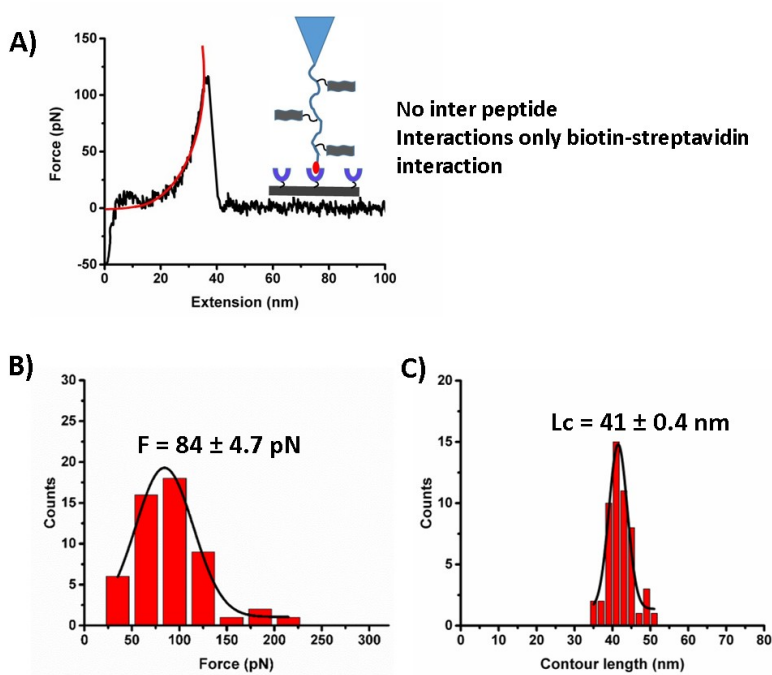 A)
150
100
50
0
-50
Force (pN)
0 20 40 60 80 100
Extension (nm)
No inter peptide
Interactions only biotin-streptavidin
interaction
B)
30
25
20
15
10
5
0
Counts
F = 84 ± 4.7 pN
0 50 100 150 200 250 300
Force (pN)
C)
20
15
10
5
0
Counts
Lc = 41 ± 0.4 nm
0 10 20 30 40 50 60 70 80
Contour length (nm)